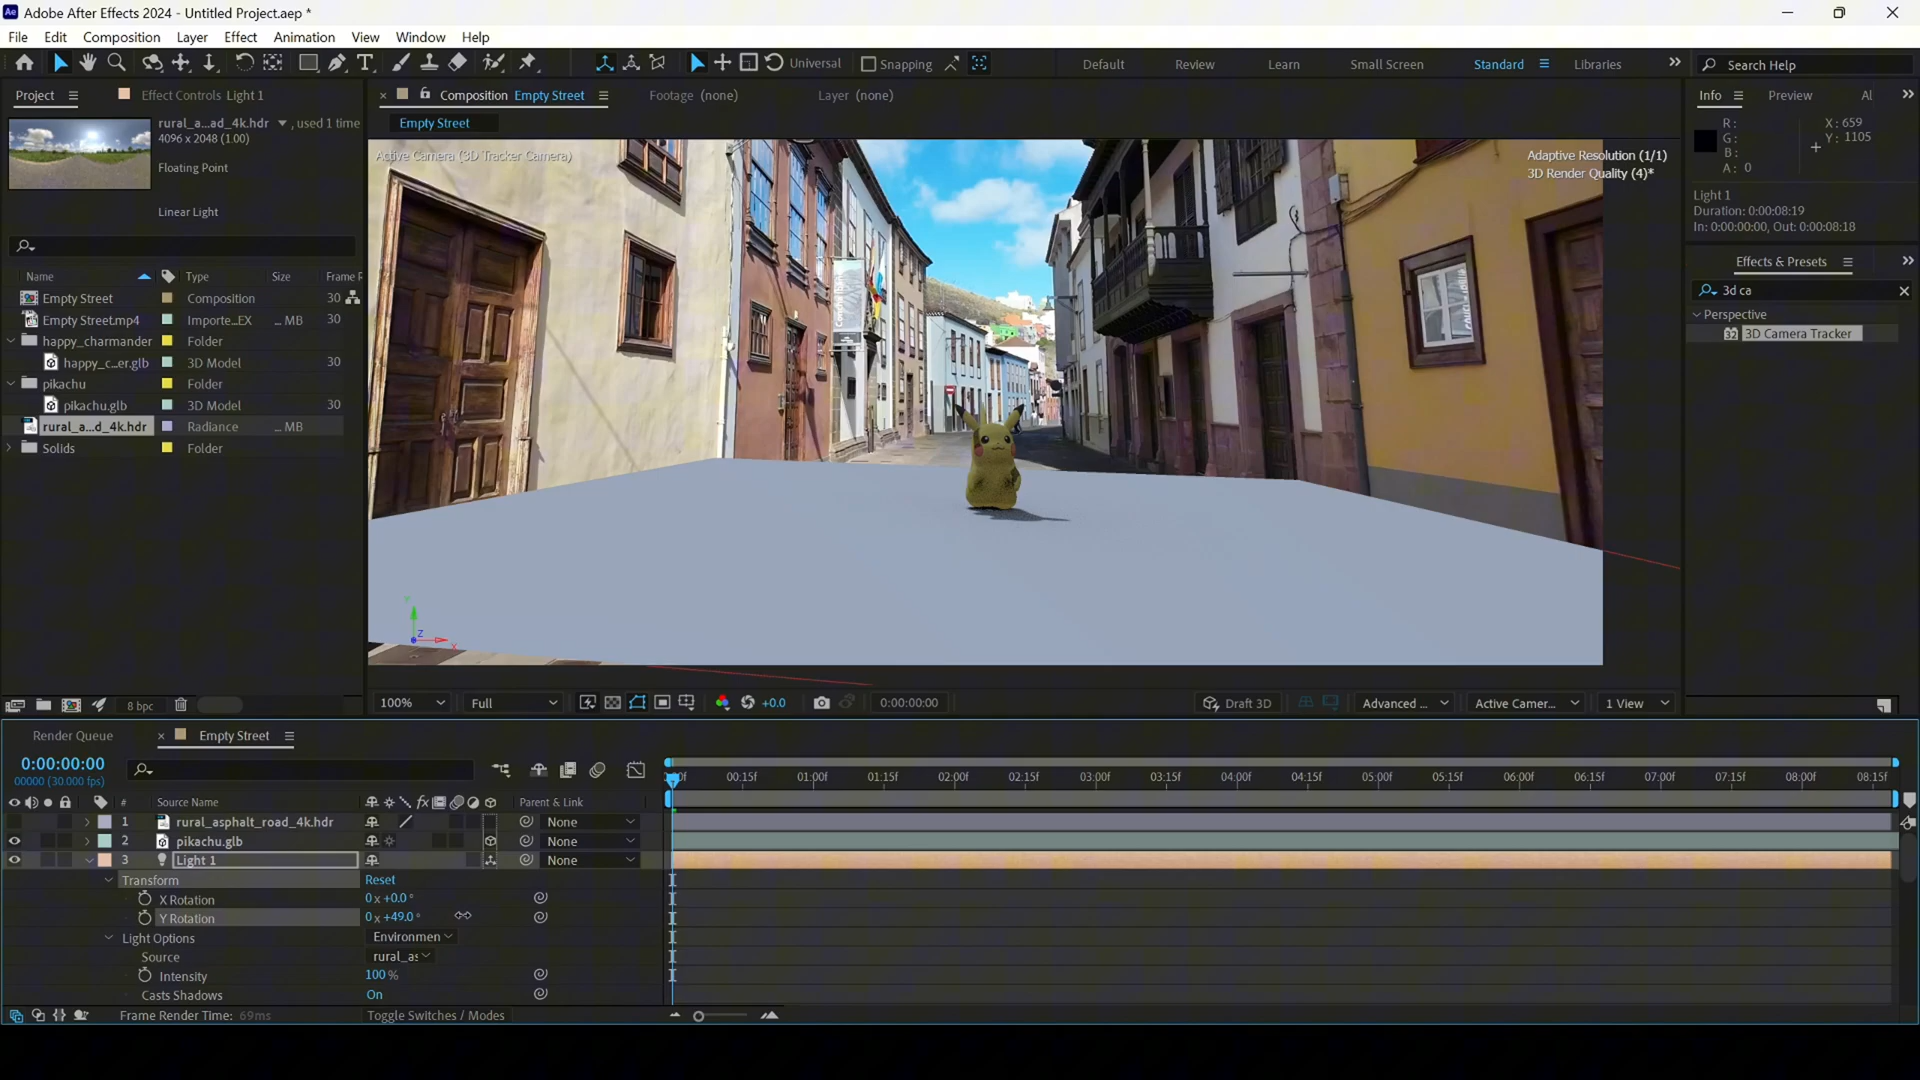 Adobe After Effects 2024 - Untitled Project.aep *
File Edit Composition Layer Effect Animation View Window Help
Universal Snapping Default Review Learn Small Screen Standard Libraries Search Help
Project Effect Controls Light 1
rural_a...ad_4k.hdr , used 1 time
4096 x 2048 (1.00)
Floating Point
Linear Light
Name Type Size Frame R
Empty Street Composition 30
Empty Street.mp4 Importe...EX ... MB 30
happy_charmander Folder
happy_c...er.glb 3D Model 30
pikachu Folder
pikachu.glb 3D Model 30
rural_a...d_4k.hdr Radiance ... MB
Solids Folder
8 bpc
Composition Empty Street Footage (none) Layer (none)
Empty Street
Active Camera (3D Tracker Camera)
Adaptive Resolution (1/1)
3D Render Quality (4)*
Y
Z
X
100% Full +0.0 0:00:00:00 Draft 3D Advanced ... Active Camer... 1 View
Info Preview Al
R: X: 659
G: Y: 1105
B:
A: 0
Light 1
Duration: 0:00:08:19
In: 0:00:00:00, Out: 0:00:08:18
Effects & Presets
3d ca
Perspective
32 3D Camera Tracker
Render Queue Empty Street
0:00:00:00
00000 (30.000 fps)
:00f 00:15f 01:00f 01:15f 02:00f 02:15f 03:00f 03:15f 04:00f 04:15f 05:00f 05:15f 06:00f 06:15f 07:00f 07:15f 08:00f 08:15f
# Source Name fx Parent & Link
1 rural_asphalt_road_4k.hdr None
2 pikachu.glb None
3 Light 1 None
Transform Reset
X Rotation 0 x +0.0 °
Y Rotation 0 x +49.0 °
Light Options Environmen
Source rural_as
Intensity 100 %
Casts Shadows On
Frame Render Time: 69ms Toggle Switches / Modes